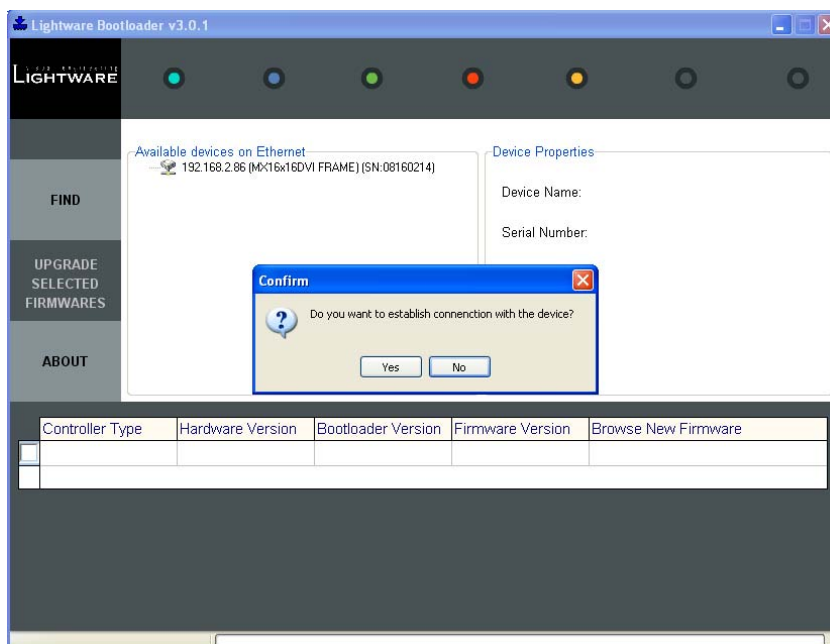 Lightware Bootloader v3.0.1
LIGHTWARE
Available devices on Ethernet
192.168.2.86 (MX16x16DVI FRAME) (SN:08160214)
Device Properties
Device Name:
Serial Number:
FIND
UPGRADE
SELECTED
FIRMWARES
ABOUT
Confirm
Do you want to establish connenction with the device?
Yes
No
Controller Type
Hardware Version
Bootloader Version
Firmware Version
Browse New Firmware